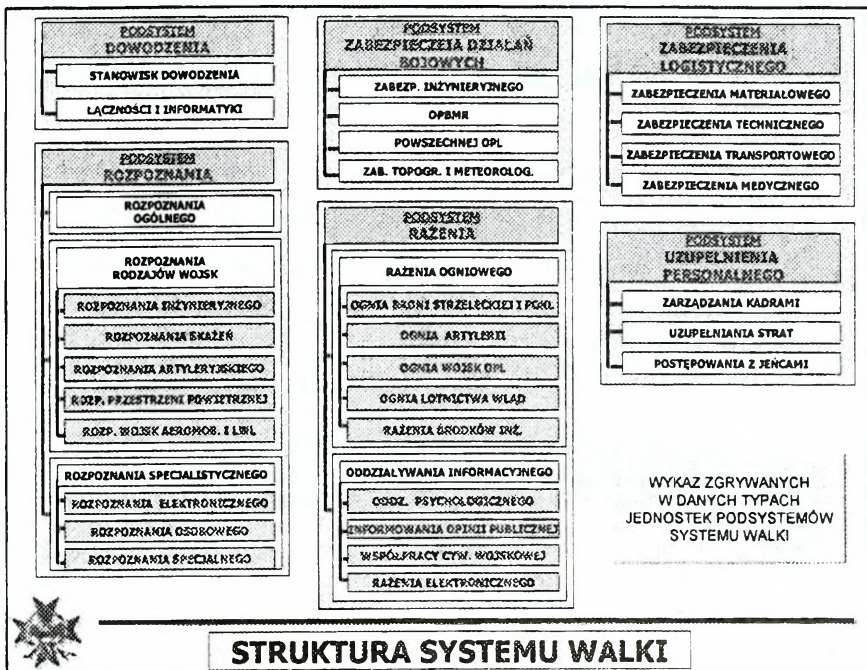 PODSYSTEM
DOWODZENIA
STANOWISK DOWODZENIA
ŁĄCZNOŚCI I INFORMATYKI
PODSYSTEM
ROZPOZNANIA
ROZPOZNANIA
OGÓLNEGO
ROZPOZNANIA
RODZAJÓW WOJSK
ROZPOZNANIA INŻYNIERYJNEGO
ROZPOZNANIA SKAŻEŃ
ROZPOZNANIA ARTYLERYJSKIEGO
ROZP. PRZESTRZENI POWIETRZNEJ
ROZP. WOJSK AEROMOB. I LWL
ROZPOZNANIA SPECJALISTYCZNEGO
ROZPOZNANIA ELEKTRONICZNEGO
ROZPOZNANIA OSOBOWEGO
ROZPOZNANIA SPECJALNEGO
PODSYSTEM
ZABEZPIECZEIA DZIAŁAŃ
BOJOWYCH
ZABEZP. INŻYNIERYJNEGO
OPBMR
POWSZECHNEJ OPL
ZAB. TOPOGR. I METEOROLOG.
PODSYSTEM
RAŻENIA
RAŻENIA OGNIOWEGO
OGNIA BRONI STRZELECKIEJ I POKŁ.
OGNIA ARTYLERII
OGNIA WOJSK OPL
OGNIA LOTNICTWA WLĄD
RAŻENIA ŚRODKÓW INŻ.
ODDZIAŁYWANIA INFORMACYJNEGO
ODDZ. PSYCHOLOGICZNEGO
INFORMOWANIA OPINII PUBLICZNEJ
WSPÓŁPRACY CYW. WOJSKOWEJ
RAŻENIA ELEKTRONICZNEGO
PODSYSTEM
ZABEZPIECZENIA
LOGISTYCZNEGO
ZABEZPIECZENIA MATERIAŁOWEGO
ZABEZPIECZENIA TECHNICZNEGO
ZABEZPIECZENIA TRANSPORTOWEGO
ZABEZPIECZENIA MEDYCZNEGO
PODSYSTEM
UZUPEŁNIENIA
PERSONALNEGO
ZARZĄDZANIA KADRAMI
UZUPEŁNIANIA STRAT
POSTĘPOWANIA Z JEŃCAMI
WYKAZ ZGRYWANYCH
W DANYCH TYPACH
JEDNOSTEK PODSYSTEMÓW
SYSTEMU WALKI
STRUKTURA SYSTEMU WALKI